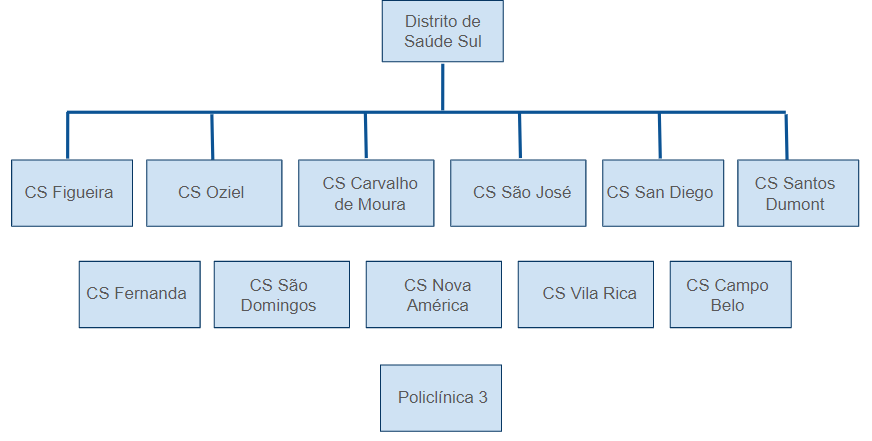 Distrito de
Saúde Sul
CS Figueira
CS Oziel
CS Carvalho
de Moura
CS São José
CS San Diego
CS Santos
Dumont
CS Fernanda
CS São
Domingos
CS Nova
América
CS Vila Rica
CS Campo
Belo
Policlínica 3